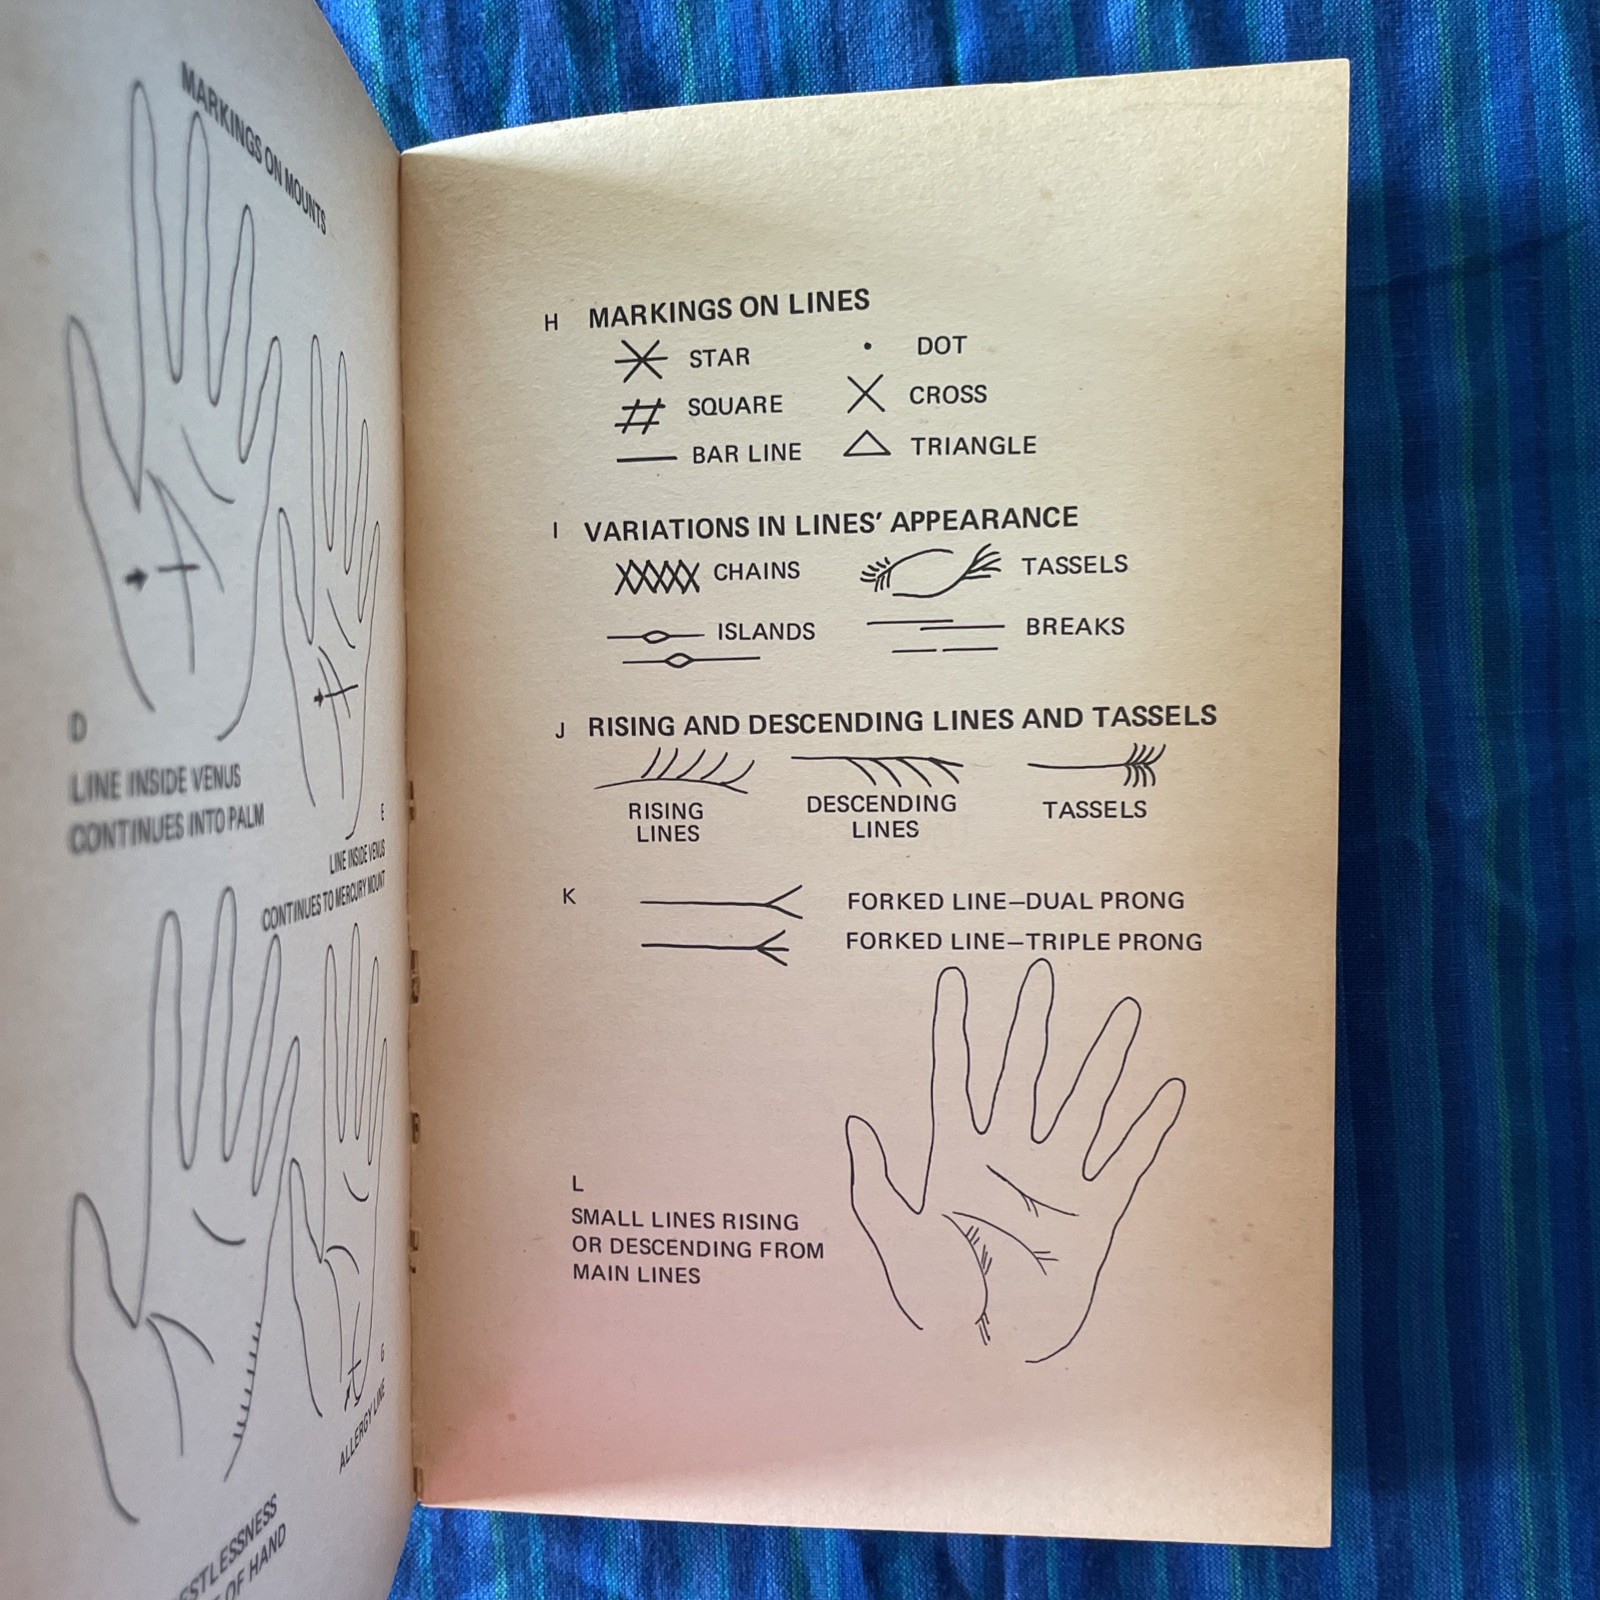 MARKINGS ON MOUNTS
D
LINE INSIDE VENUS
CONTINUES INTO PALM
E
LINE INSIDE VENUS
CONTINUES TO MERCURY MOUNT
G
ALLERGY LINE
OF HAND
H MARKINGS ON LINES
STAR DOT
SQUARE CROSS
BAR LINE TRIANGLE
I VARIATIONS IN LINES' APPEARANCE
CHAINS TASSELS
ISLANDS BREAKS
J RISING AND DESCENDING LINES AND TASSELS
RISING
LINES
DESCENDING
LINES
TASSELS
K FORKED LINE—DUAL PRONG
FORKED LINE—TRIPLE PRONG
L
SMALL LINES RISING
OR DESCENDING FROM
MAIN LINES